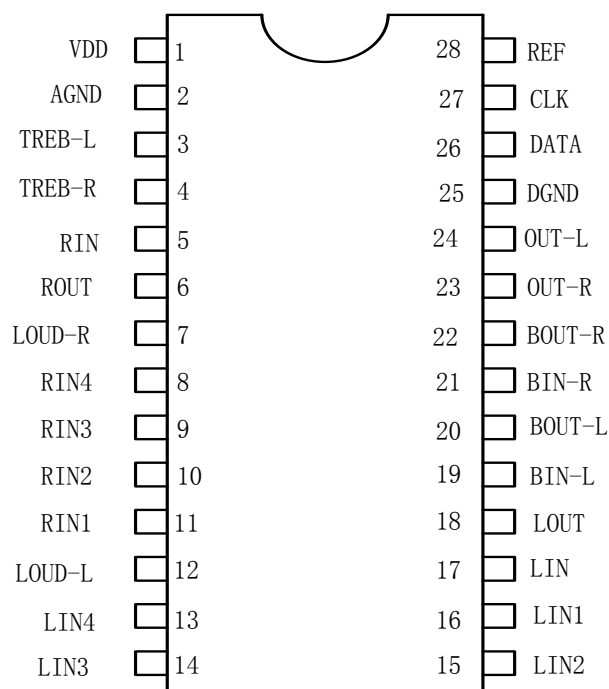 VDD 1 28 REF
AGND 2 27 CLK
TREB-L 3 26 DATA
TREB-R 4 25 DGND
RIN 5 24 OUT-L
ROUT 6 23 OUT-R
LOUD-R 7 22 BOUT-R
RIN4 8 21 BIN-R
RIN3 9 20 BOUT-L
RIN2 10 19 BIN-L
RIN1 11 18 LOUT
LOUD-L 12 17 LIN
LIN4 13 16 LIN1
LIN3 14 15 LIN2